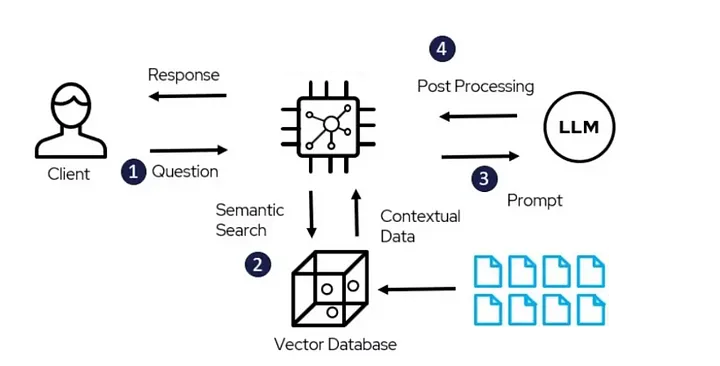 4
Response
Post Processing
LLM
Client
1
Question
3
Prompt
Semantic
Search
Contextual
Data
2
Vector Database